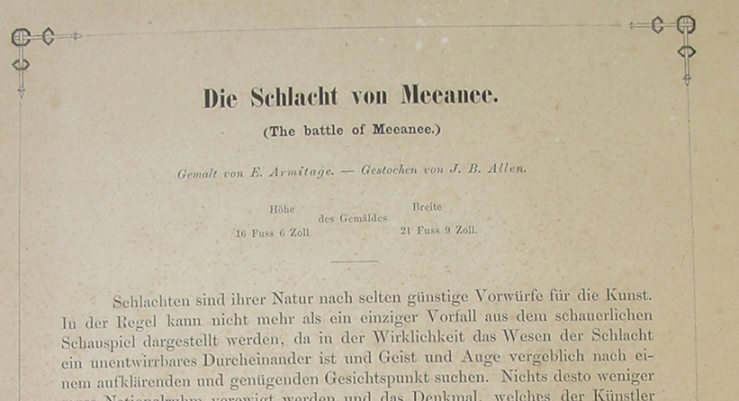 Die Schlacht von Meeanee.
(The battle of Meeanee.)
Gemalt von E. Armitage. — Gestochen von J. B. Allen.
Höhe des Gemäldes Breite
16 Fuss 6 Zoll 21 Fuss 9 Zoll.
Schlachten sind ihrer Natur nach selten günstige Vorwürfe für die Kunst.
In der Regel kann nicht mehr als ein einziger Vorfall aus dem schauerlichen
Schauspiel dargestellt werden, da in der Wirklichkeit das Wesen der Schlacht
ein unentwirrbares Durcheinander ist und Geist und Auge vergeblich nach ei-
nem aufklärenden und genügenden Gesichtspunkt suchen. Nichts desto weniger
Nationalruhm verewigt werden und das Denkmal, welches der Künstler